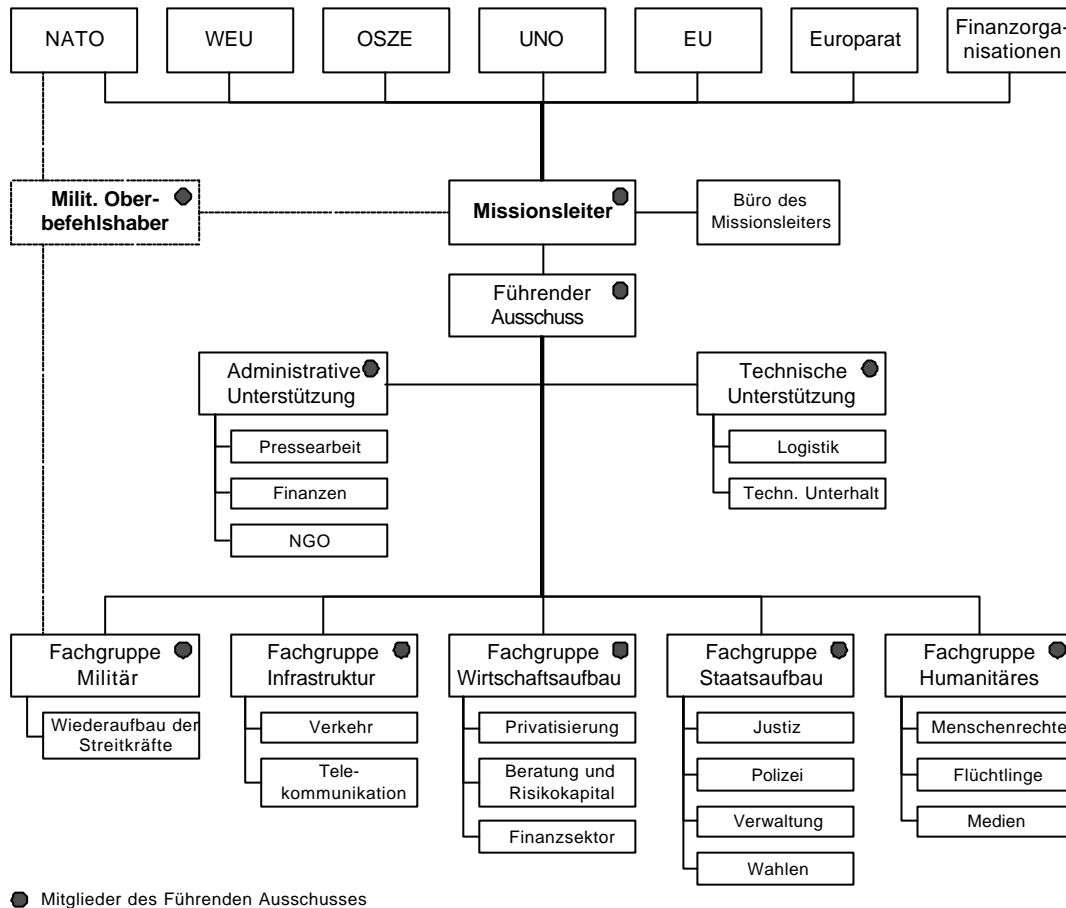 NATO
WEU
OSZE
UNO
EU
Europarat
Finanzorga-
nisationen
Milit. Ober-
befehlshaber
Missionsleiter
Büro des
Missionsleiters
Führender
Ausschuss
Administrative
Unterstützung
Technische
Unterstützung
Pressearbeit
Finanzen
NGO
Logistik
Techn. Unterhalt
Fachgruppe
Militär
Fachgruppe
Infrastruktur
Fachgruppe
Wirtschaftsaufbau
Fachgruppe
Staatsaufbau
Fachgruppe
Humanitäres
Wiederaufbau der
Streitkräfte
Verkehr
Tele-
kommunikation
Privatisierung
Beratung und
Risikokapital
Finanzsektor
Justiz
Polizei
Verwaltung
Wahlen
Menschenrechte
Flüchtlinge
Medien
Mitglieder des Führenden Ausschusses